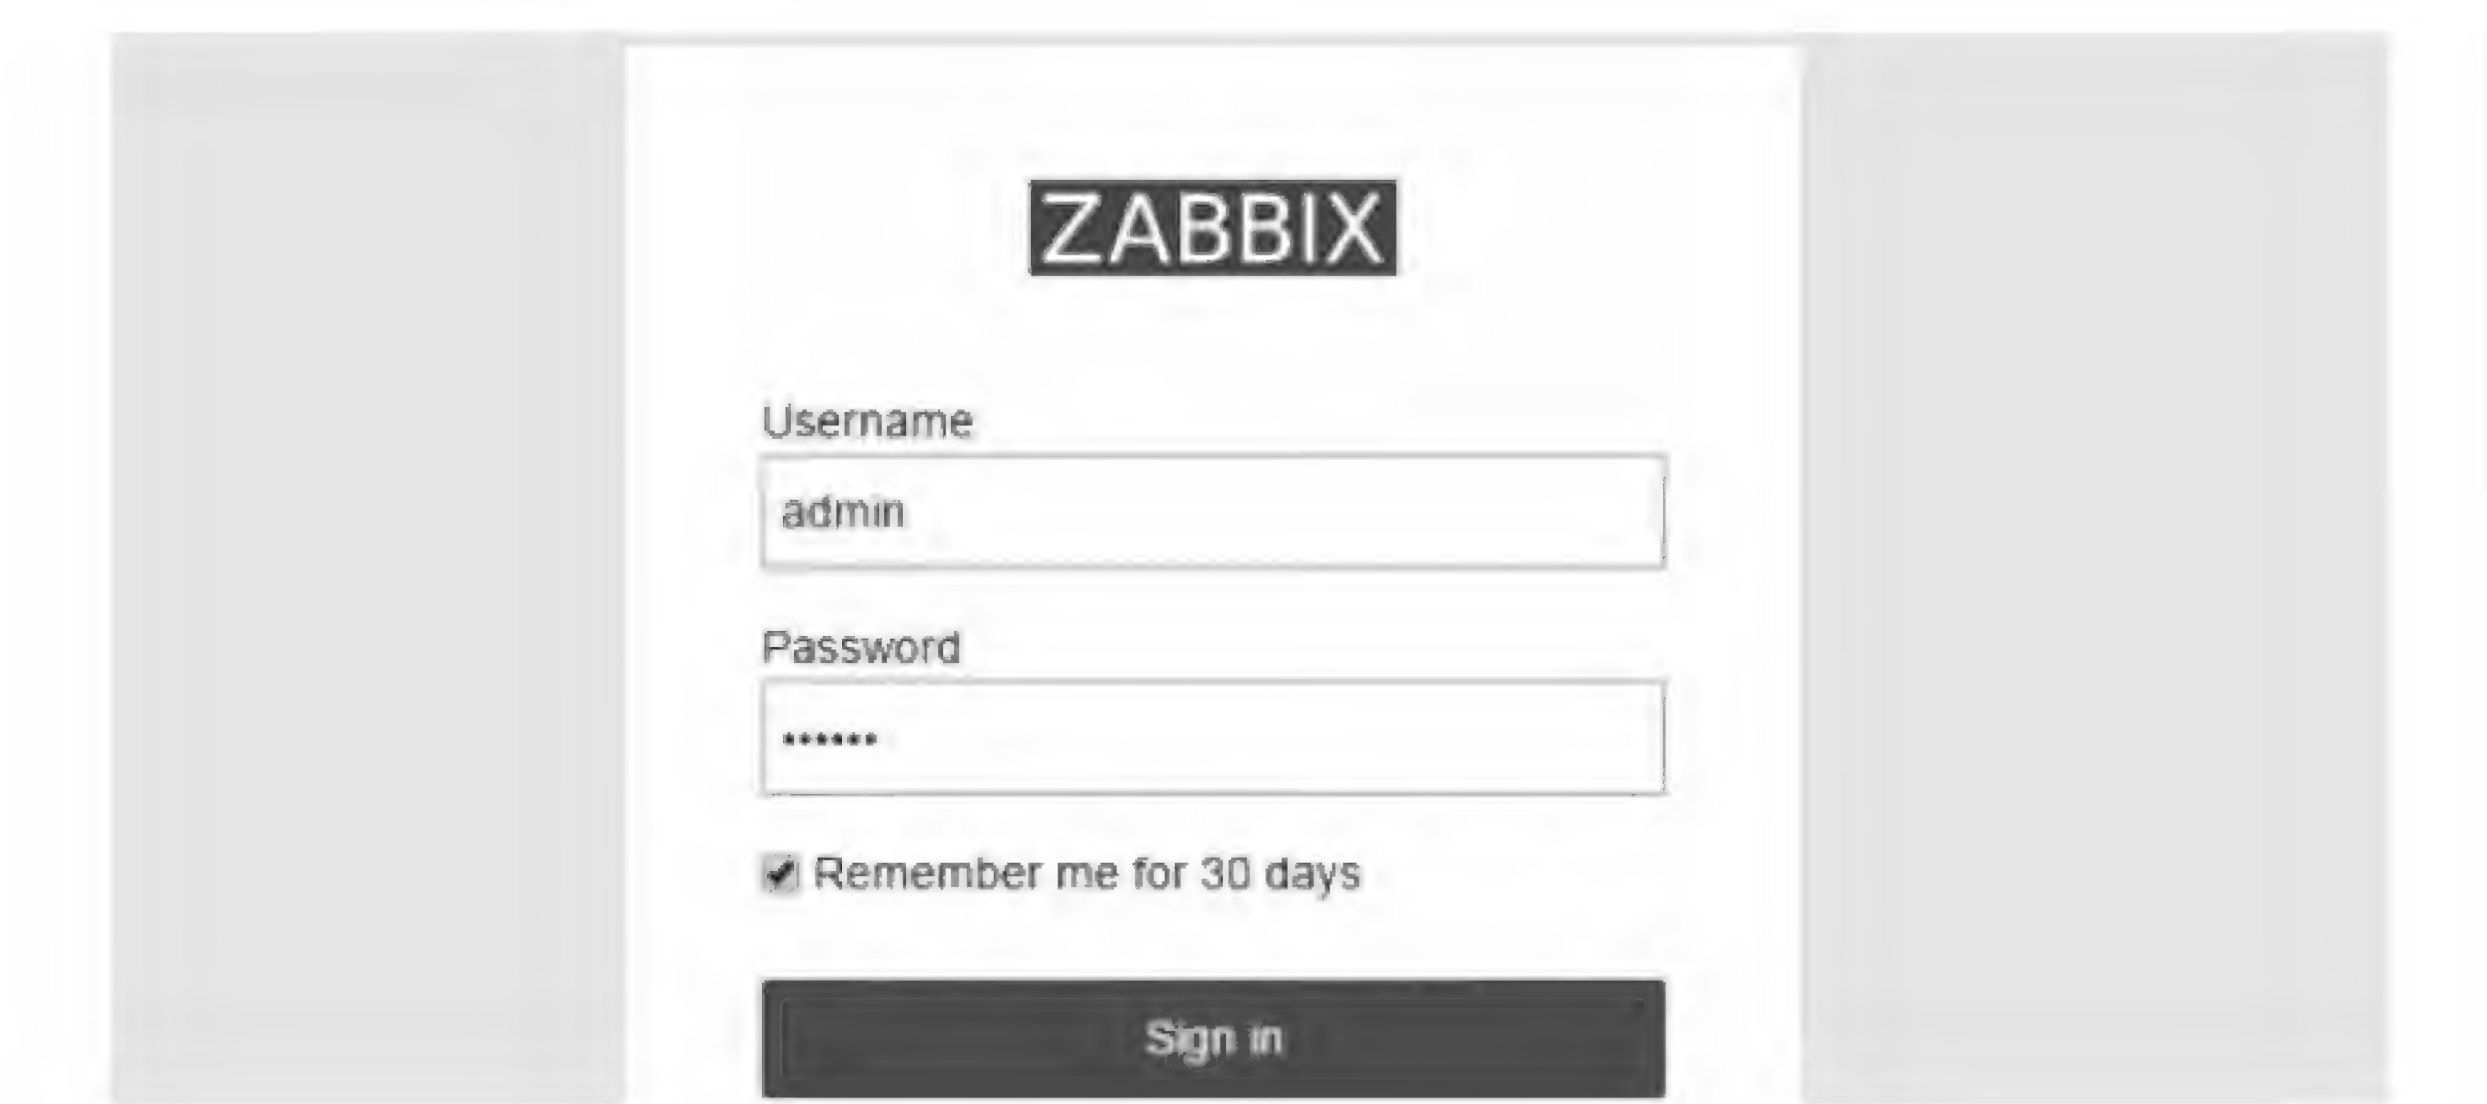 ZABBIX
Username
admin
Password
••••••
Remember me for 30 days
Sign in